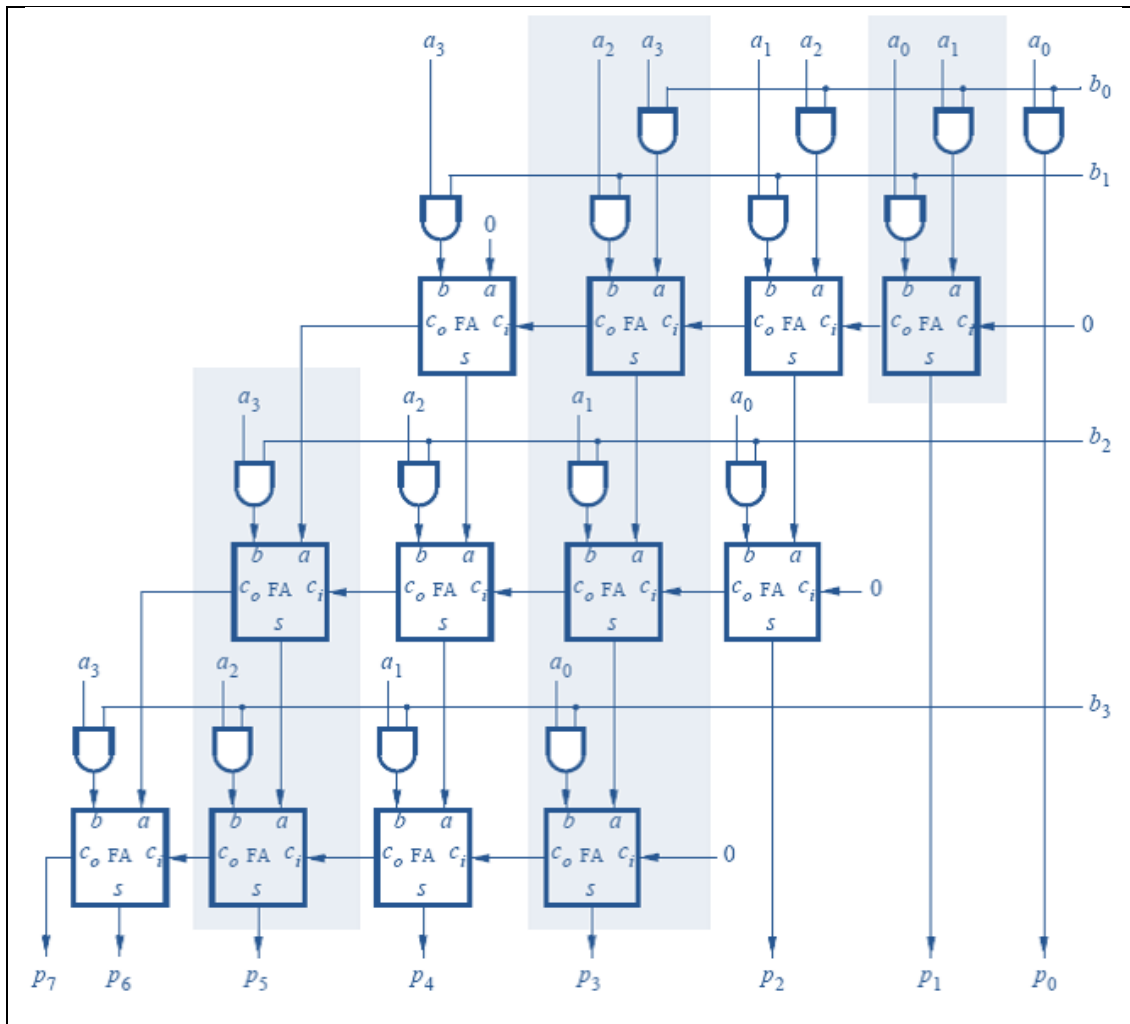 a₃ a₂ a₃ a₁ a₂ a₀ a₁ a₀
b₀
b₁
0
b a b a b a b a
cₒ FA cᵢ cₒ FA cᵢ cₒ FA cᵢ cₒ FA cᵢ 0
s s s s
a₃ a₂ a₁ a₀
b₂
b a b a b a b a
cₒ FA cᵢ cₒ FA cᵢ cₒ FA cᵢ cₒ FA cᵢ 0
s s s s
a₃ a₂ a₁ a₀
b₃
b a b a b a b a
cₒ FA cᵢ cₒ FA cᵢ cₒ FA cᵢ cₒ FA cᵢ 0
s s s s
p₇ p₆ p₅ p₄ p₃ p₂ p₁ p₀